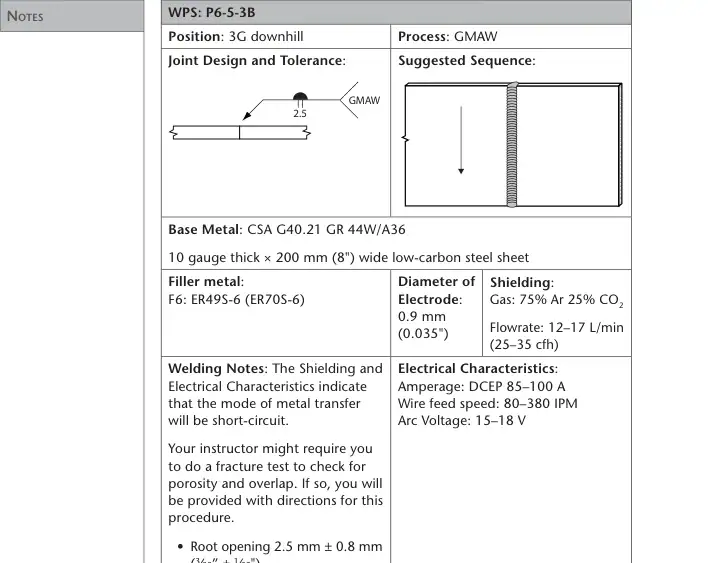 NOTES
WPS: P6-5-3B
Position: 3G downhill
Process: GMAW
Joint Design and Tolerance:
GMAW
2.5
Suggested Sequence:
Base Metal: CSA G40.21 GR 44W/A36
10 gauge thick × 200 mm (8") wide low-carbon steel sheet
Filler metal:
F6: ER49S-6 (ER70S-6)
Diameter of
Electrode:
0.9 mm
(0.035")
Shielding:
Gas: 75% Ar 25% CO2
Flowrate: 12–17 L/min
(25–35 cfh)
Welding Notes: The Shielding and
Electrical Characteristics indicate
that the mode of metal transfer
will be short-circuit.
Your instructor might require you
to do a fracture test to check for
porosity and overlap. If so, you will
be provided with directions for this
procedure.
• Root opening 2.5 mm ± 0.8 mm
Electrical Characteristics:
Amperage: DCEP 85–100 A
Wire feed speed: 80–380 IPM
Arc Voltage: 15–18 V